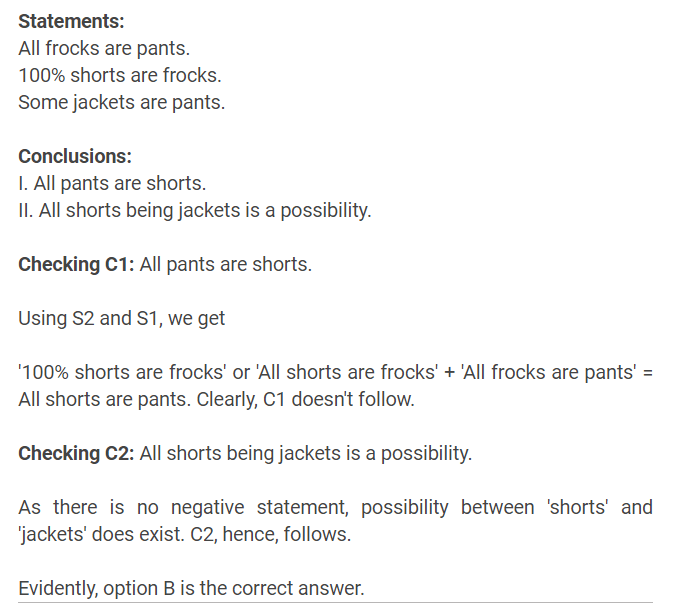 Statements:
All frocks are pants.
100% shorts are frocks.
Some jackets are pants.
Conclusions:
I. All pants are shorts.
II. All shorts being jackets is a possibility.
Checking C1: All pants are shorts.
Using S2 and S1, we get
'100% shorts are frocks' or 'All shorts are frocks' + 'All frocks are pants' =
All shorts are pants. Clearly, C1 doesn't follow.
Checking C2: All shorts being jackets is a possibility.
As there is no negative statement, possibility between 'shorts' and
'jackets' does exist. C2, hence, follows.
Evidently, option B is the correct answer.